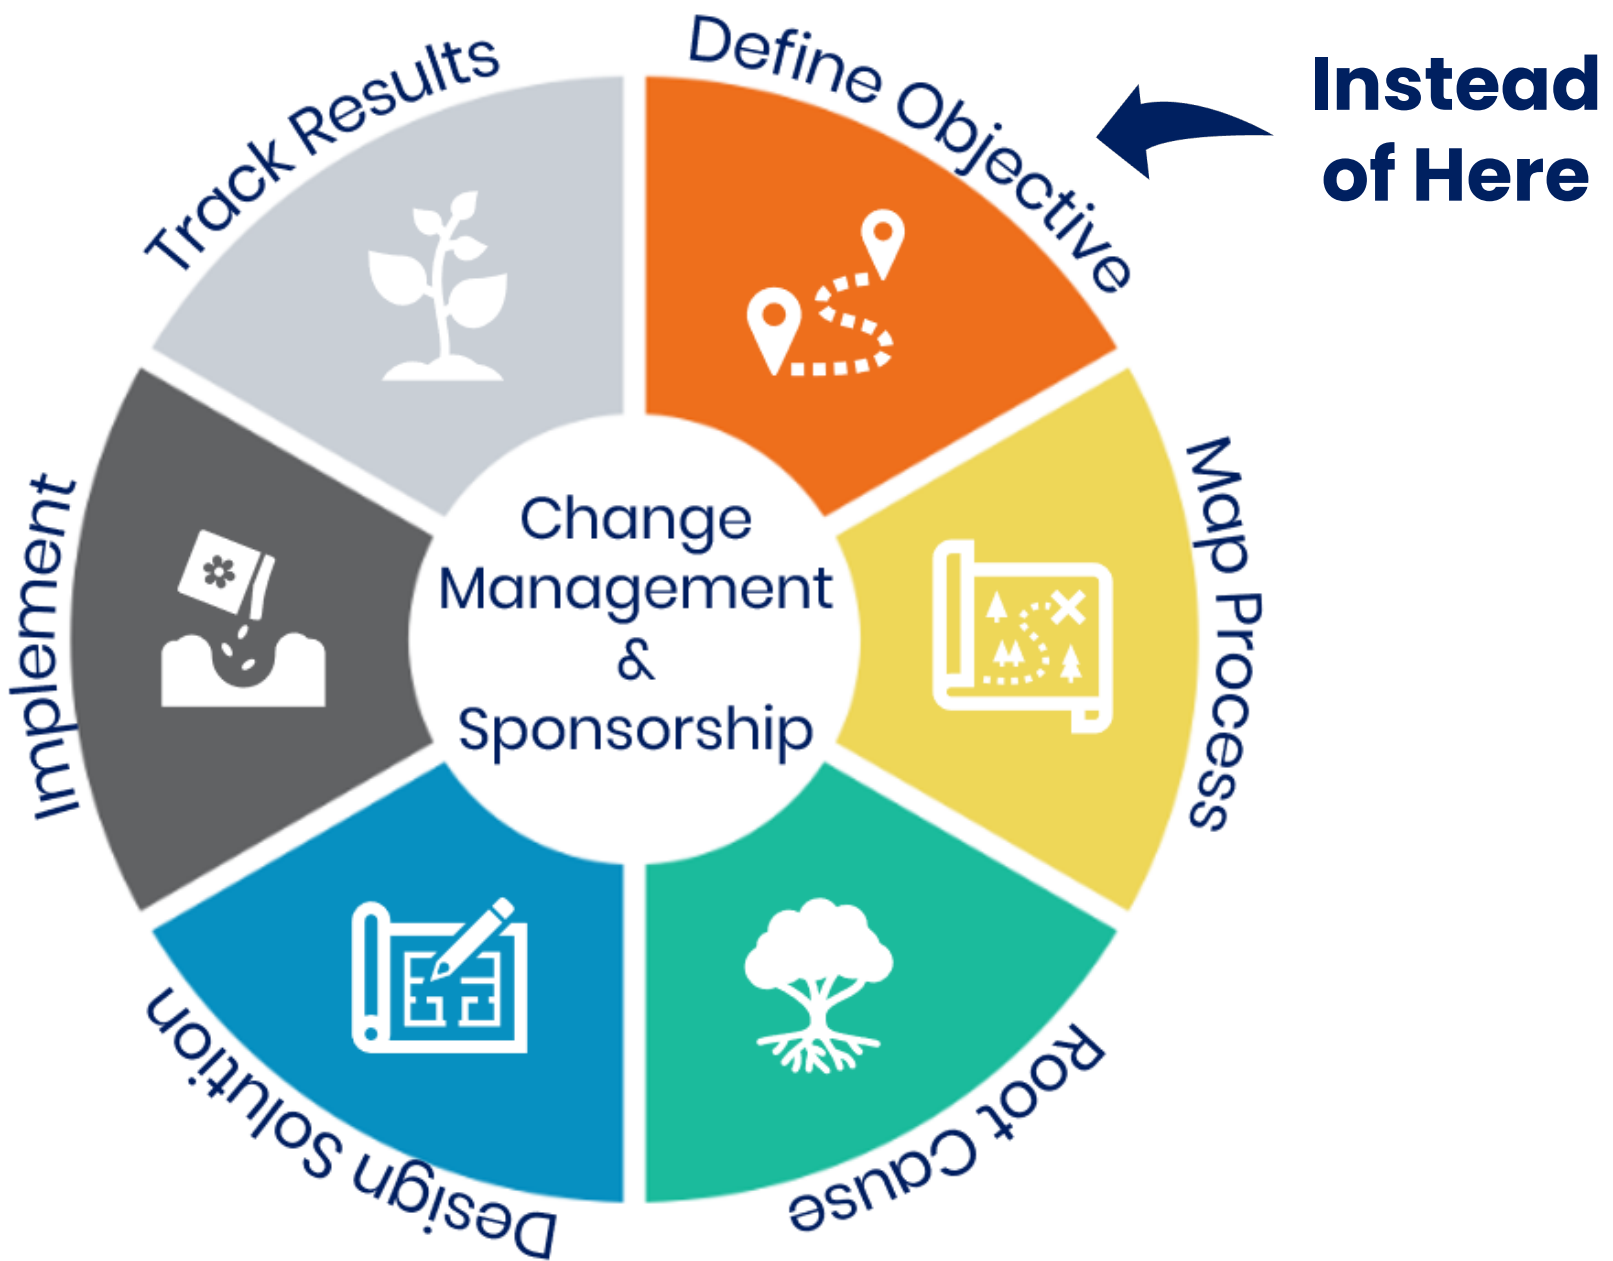 Define Objective
Instead
of Here
Map Process
Root Cause
Design Solution
Implement
Track Results
Change
Management
&
Sponsorship